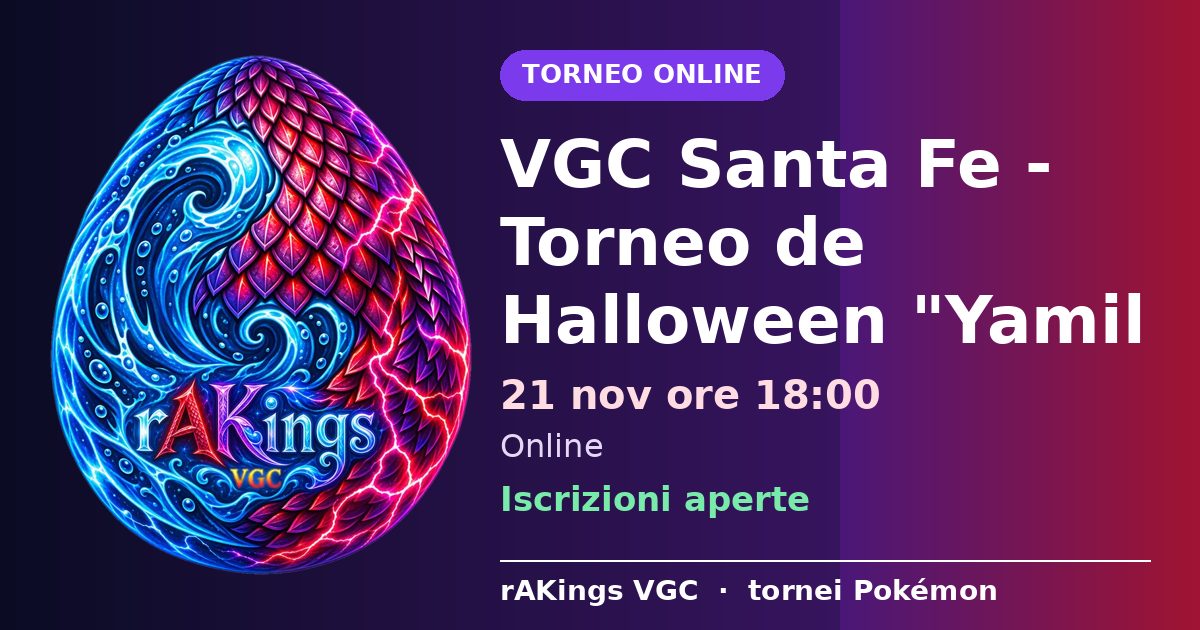 TORNEO ONLINE
VGC Santa Fe -
Torneo de
Halloween "Yamil
21 nov ore 18:00
Online
Iscrizioni aperte
rAKings
VGC
rAKings VGC · tornei Pokémon